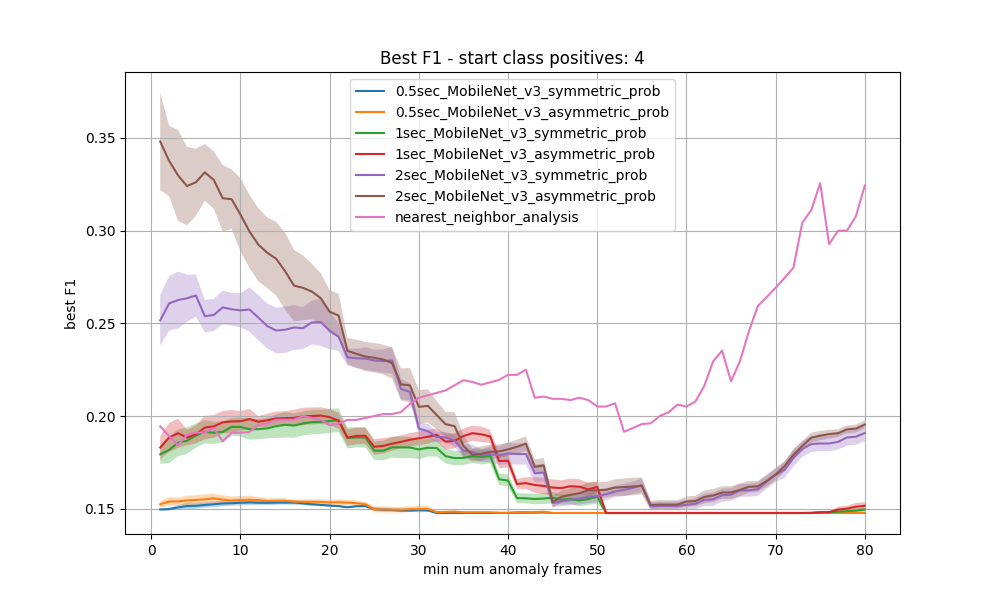 Best F1 - start class positives: 4
0.5sec_MobileNet_v3_symmetric_prob
0.5sec_MobileNet_v3_asymmetric_prob
1sec_MobileNet_v3_symmetric_prob
1sec_MobileNet_v3_asymmetric_prob
2sec_MobileNet_v3_symmetric_prob
2sec_MobileNet_v3_asymmetric_prob
nearest_neighbor_analysis
best F1
0.35
0.30
0.25
0.20
0.15
0 10 20 30 40 50 60 70 80
min num anomaly frames